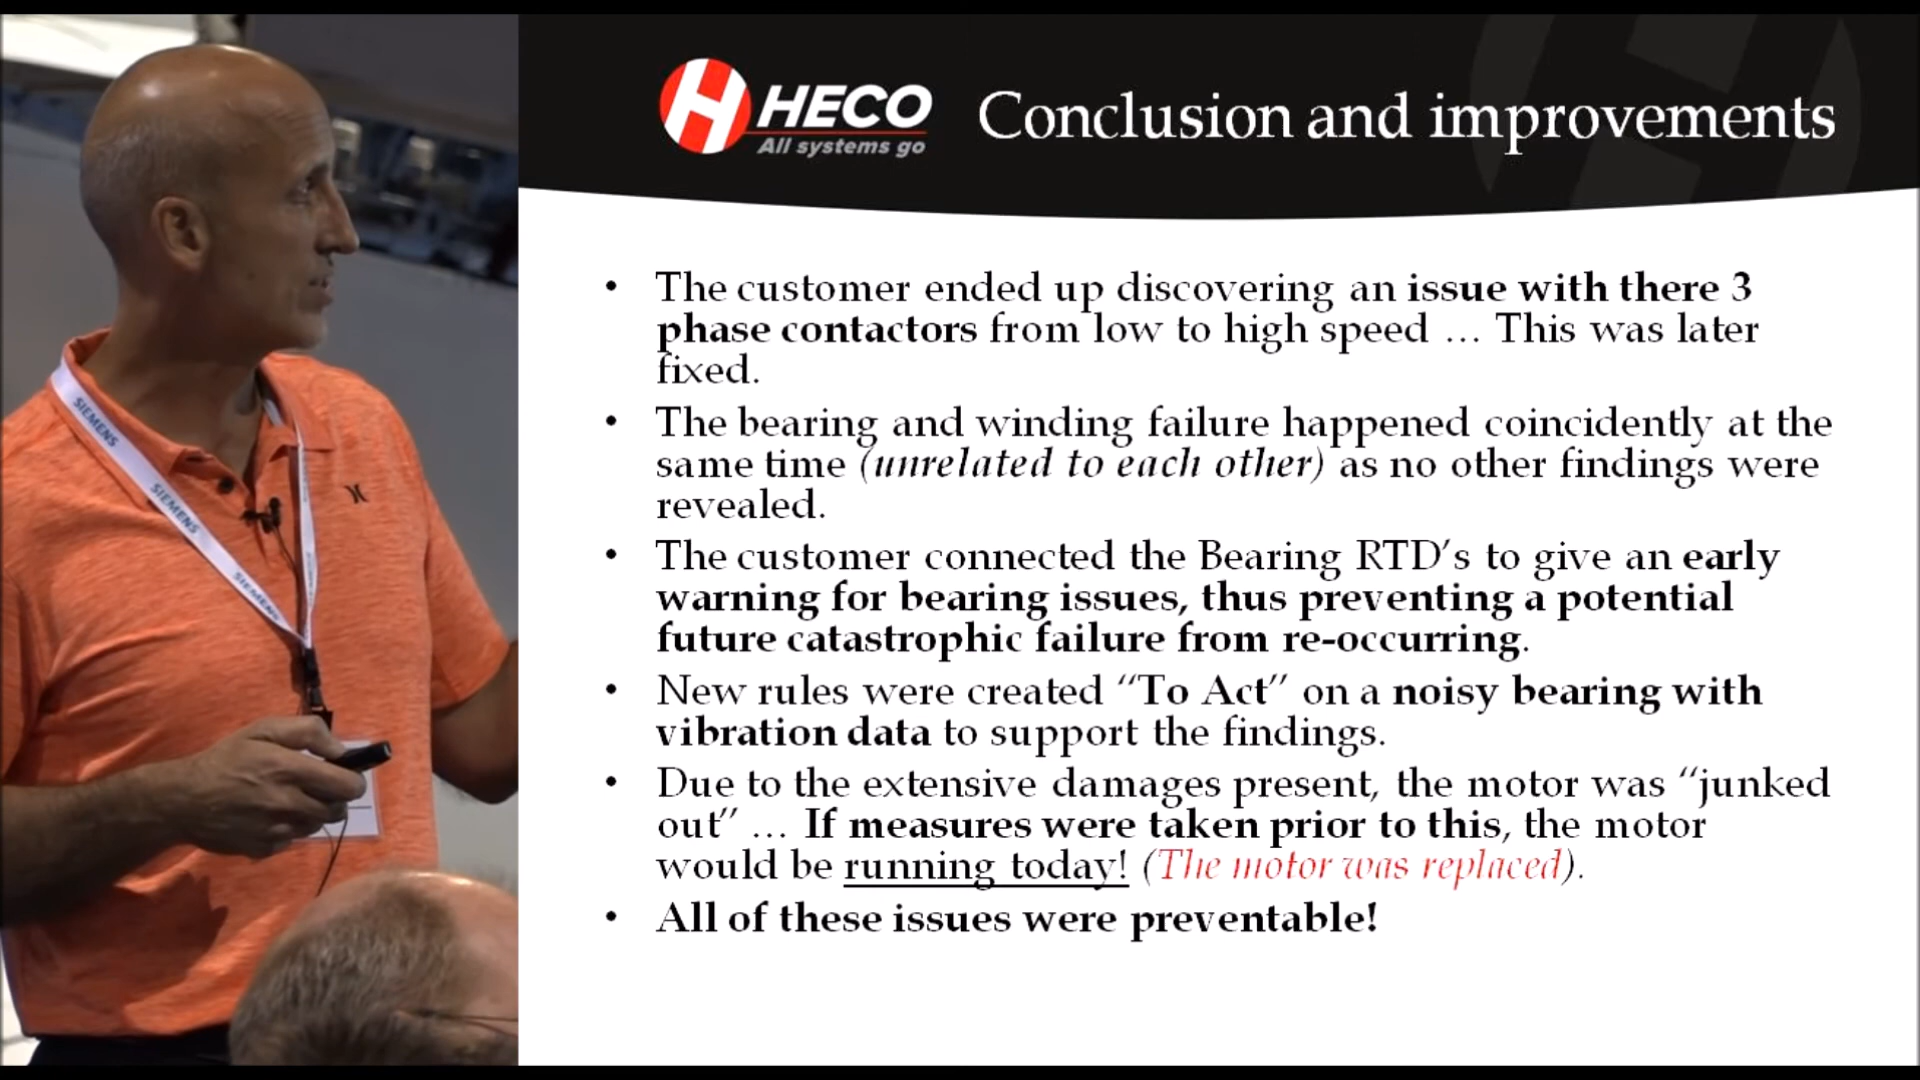 HECO
All systems go
Conclusion and improvements
• The customer ended up discovering an issue with there 3
phase contactors from low to high speed ... This was later
fixed.
• The bearing and winding failure happened coincidently at the
same time (unrelated to each other) as no other findings were
revealed.
• The customer connected the Bearing RTD's to give an early
warning for bearing issues, thus preventing a potential
future catastrophic failure from re-occurring.
• New rules were created “To Act” on a noisy bearing with
vibration data to support the findings.
• Due to the extensive damages present, the motor was “junked
out” ... If measures were taken prior to this, the motor
would be running today! (The motor was replaced).
• All of these issues were preventable!
SIEMENS
SIEMENS
SIEMENS